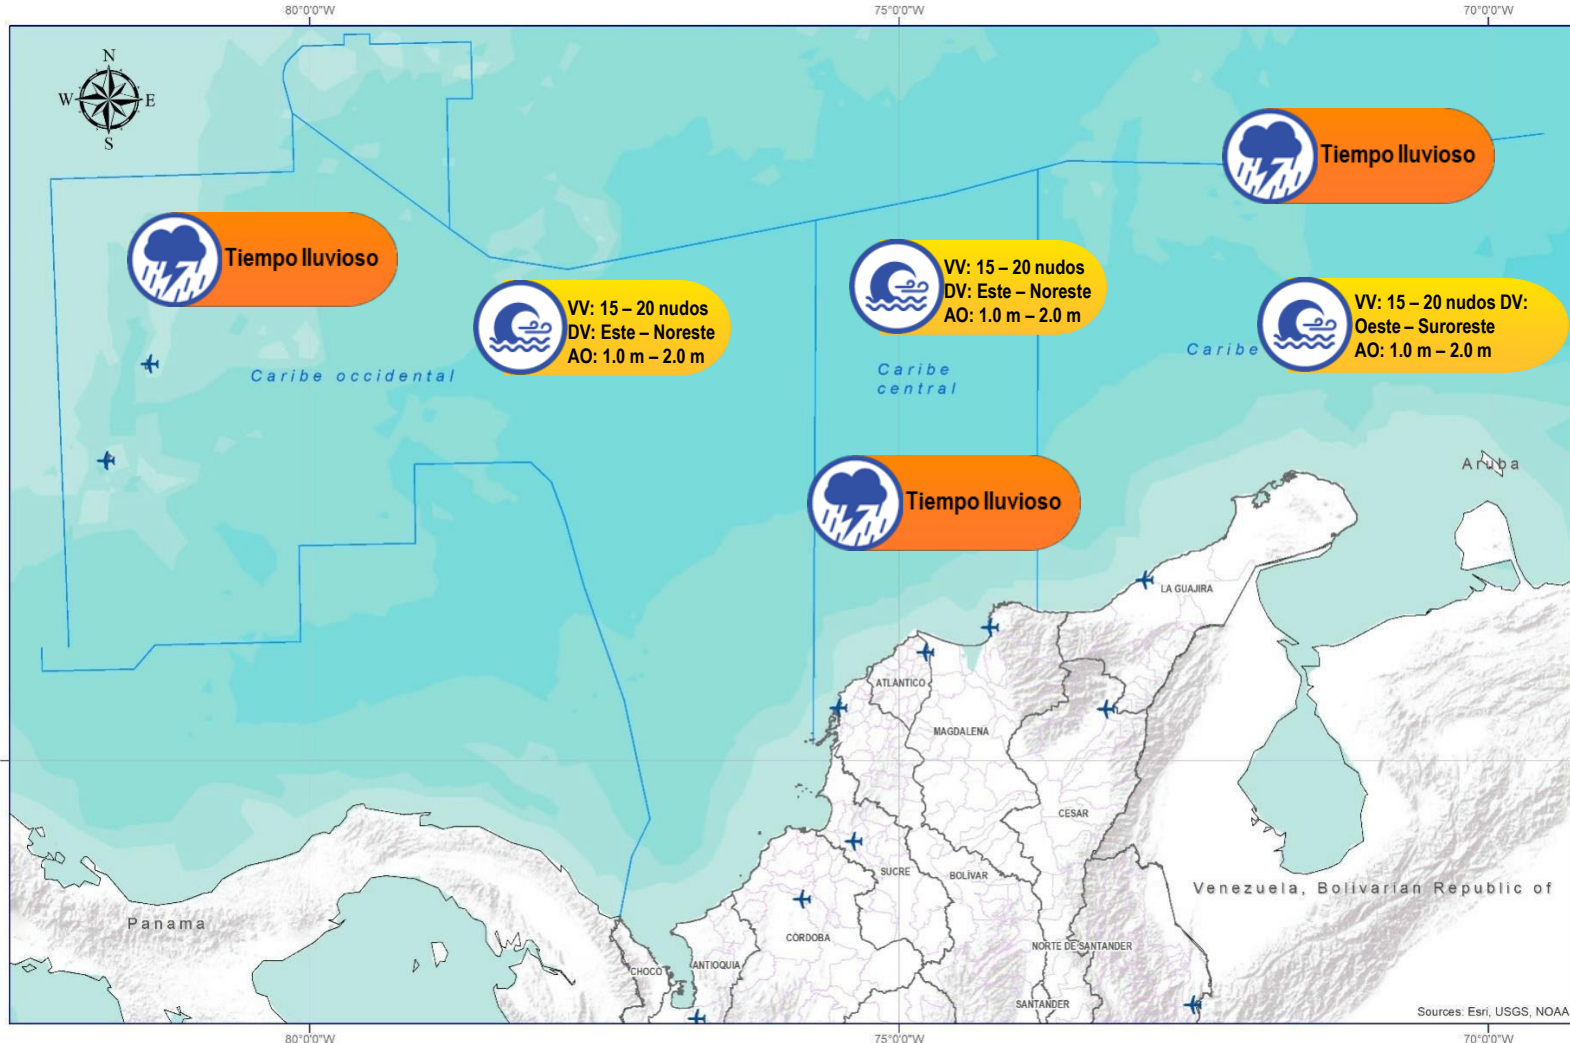 80°0'0"W
75°0'0"W
70°0'0"W
N
W
E
S
Tiempo lluvioso
Tiempo lluvioso
VV: 15 – 20 nudos
DV: Este – Noreste
AO: 1.0 m – 2.0 m
VV: 15 – 20 nudos
DV: Este – Noreste
AO: 1.0 m – 2.0 m
VV: 15 – 20 nudos DV:
Oeste – Suroreste
AO: 1.0 m – 2.0 m
Caribe occidental
Caribe
central
Caribe
Tiempo lluvioso
Aruba
LA GUAJIRA
ATLANTICO
MAGDALENA
CESAR
SUCRE
BOLÍVAR
Venezuela, Bolivarian Republic of
Panama
CÓRDOBA
NORTE DE SANTANDER
CHOCO
ANTIOQUIA
SANTANDER
Sources: Esri, USGS, NOAA
80°0'0"W
75°0'0"W
70°0'0"W